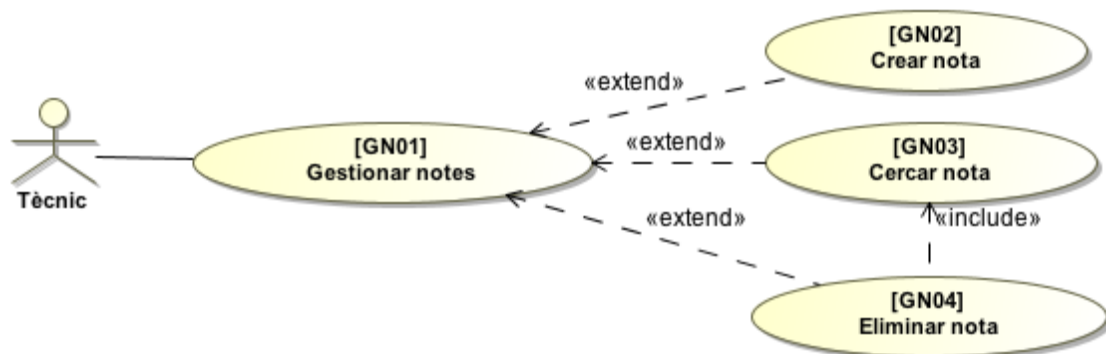 [GN02]
Crear nota
«extend»
[GN01]
Gestionar notes
«extend»
[GN03]
Cercar nota
Tècnic
«extend»
«include»
[GN04]
Eliminar nota